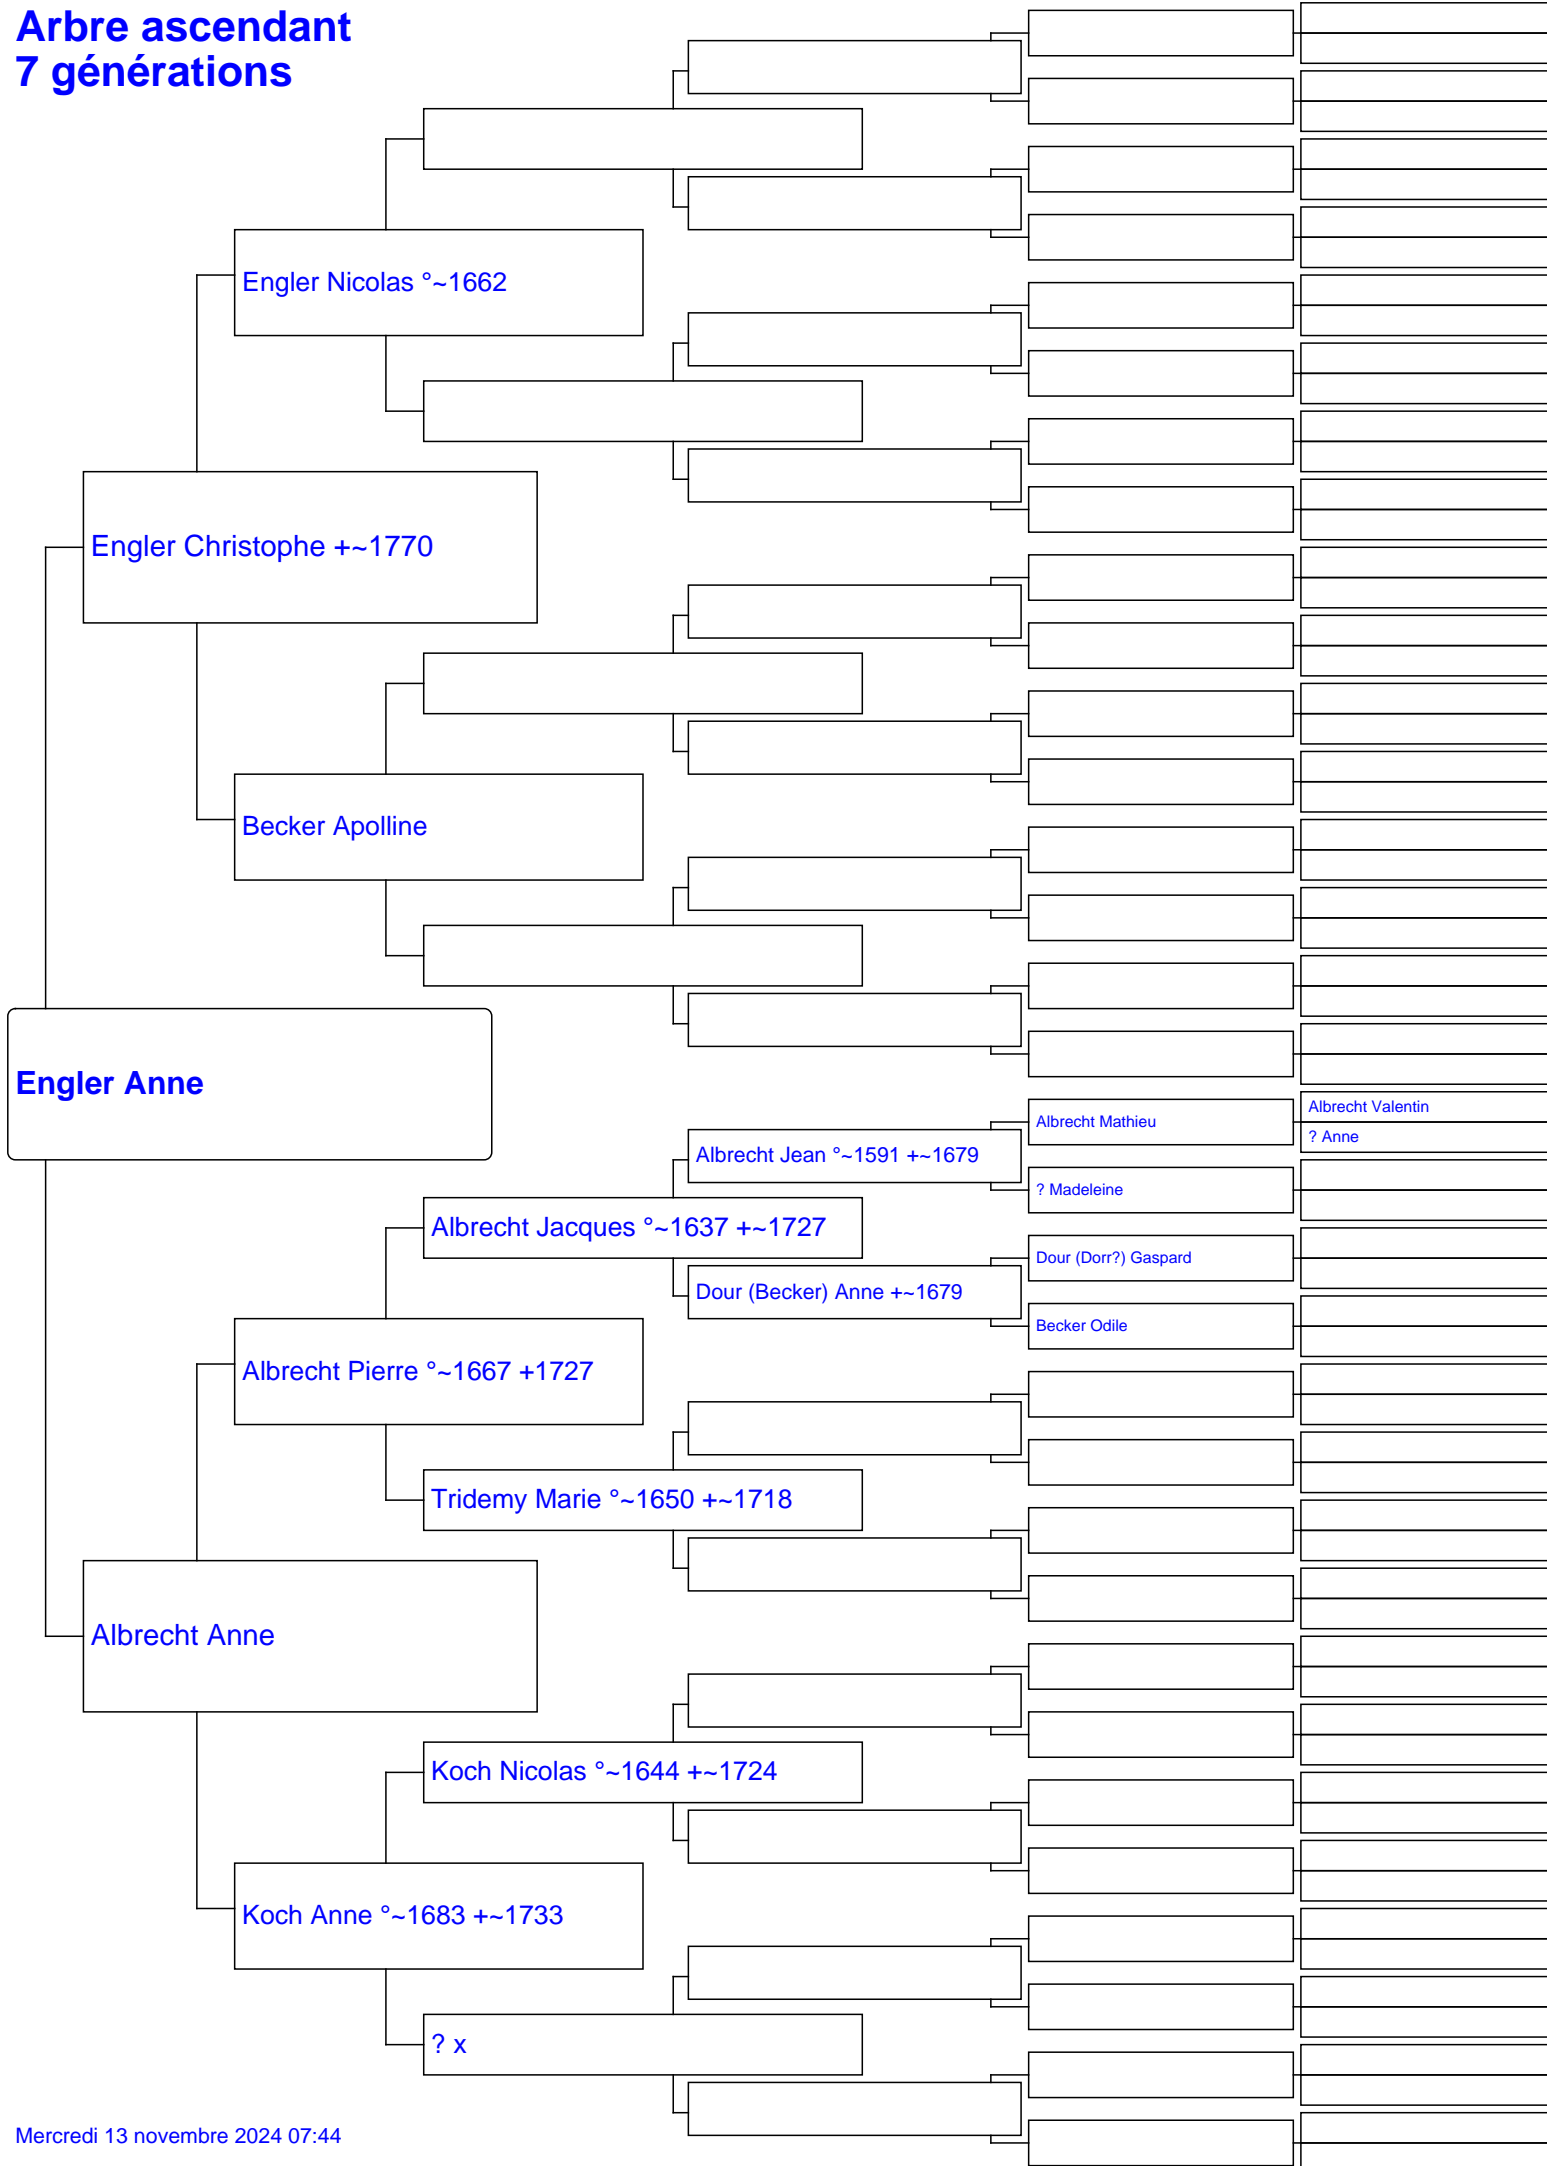 Arbre ascendant
7 générations
Engler Nicolas °~1662
Engler Christophe +~1770
Becker Apolline
Engler Anne
Albrecht Valentin
Albrecht Mathieu
? Anne
Albrecht Jean °~1591 +~1679
? Madeleine
Albrecht Jacques °~1637 +~1727
Dour (Dorr?) Gaspard
Dour (Becker) Anne +~1679
Becker Odile
Albrecht Pierre °~1667 +1727
Tridemy Marie °~1650 +~1718
Albrecht Anne
Koch Nicolas °~1644 +~1724
Koch Anne °~1683 +~1733
? x
Mercredi 13 novembre 2024 07:44